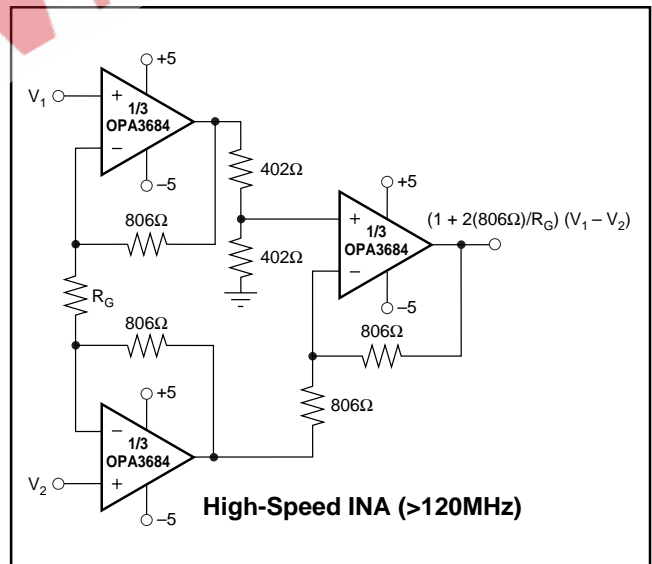 +5
V1
+
1/3
OPA3684
–
–5
402Ω
806Ω
402Ω
+5
+
1/3
OPA3684
–
–5
(1 + 2(806Ω/RG) (V1 – V2)
RG
806Ω
806Ω
806Ω
+5
–
1/3
OPA3684
V2
+
–5
High-Speed INA (>120MHz)